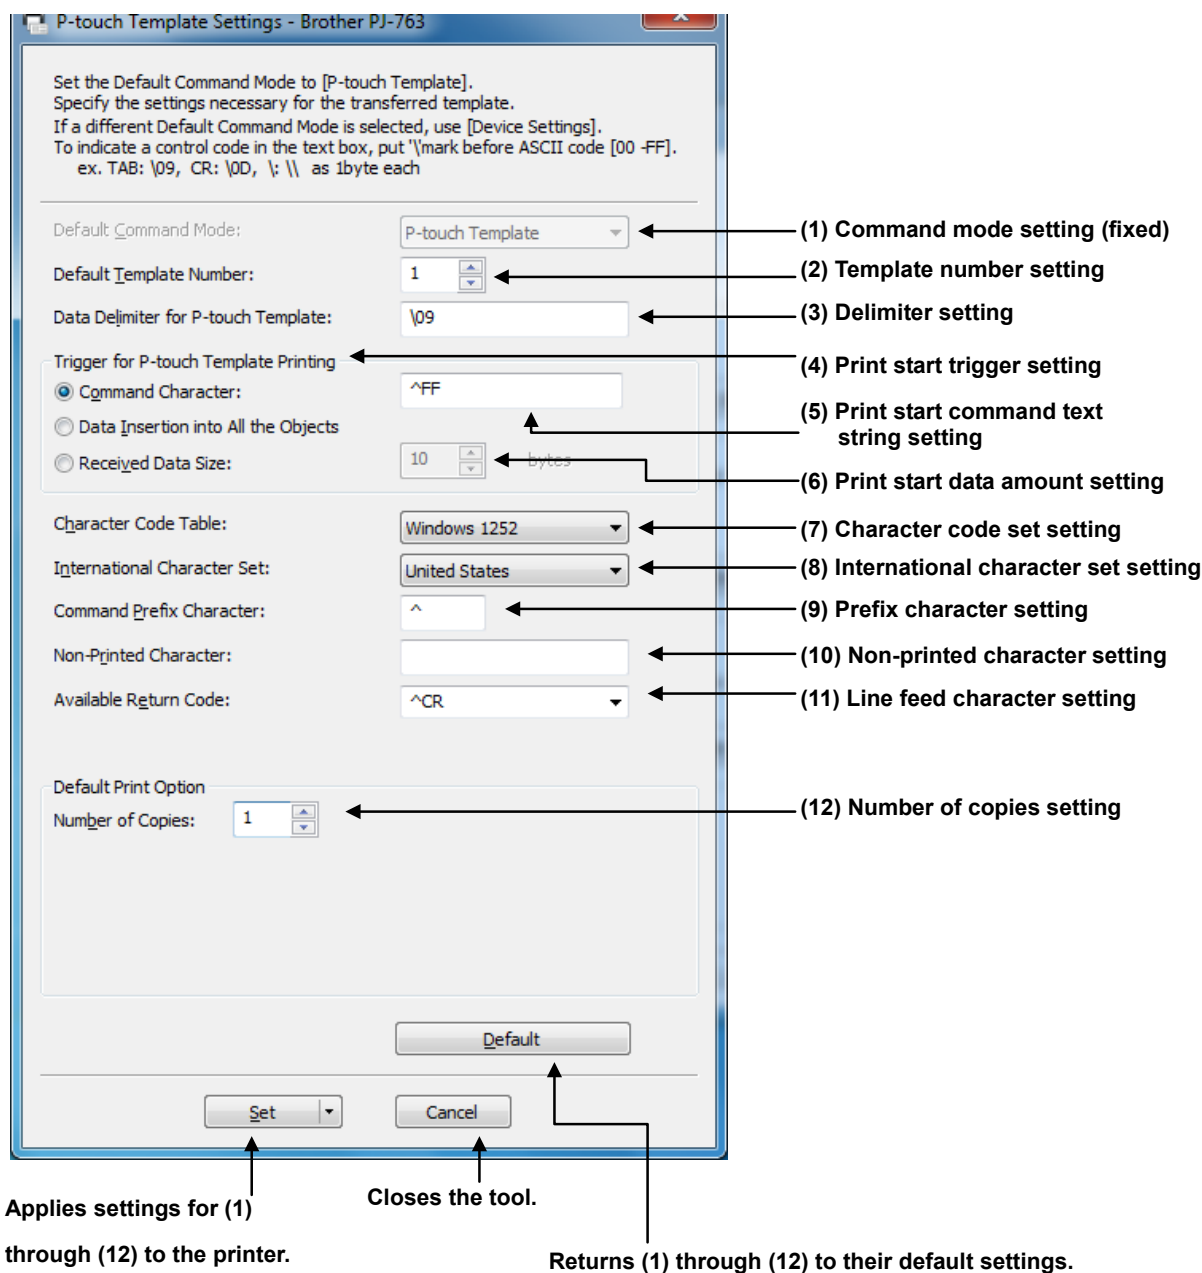 P-touch Template Settings - Brother PJ-763
Set the Default Command Mode to [P-touch Template].
Specify the settings necessary for the transferred template.
If a different Default Command Mode is selected, use [Device Settings].
To indicate a control code in the text box, put '\'mark before ASCII code [00 -FF].
ex. TAB: \09, CR: \0D, \: \\ as 1byte each
Default Command Mode: P-touch Template (1) Command mode setting (fixed)
Default Template Number: 1 (2) Template number setting
Data Delimiter for P-touch Template: \09 (3) Delimiter setting
Trigger for P-touch Template Printing (4) Print start trigger setting
Command Character: ^FF (5) Print start command text
string setting
Data Insertion into All the Objects
Received Data Size: 10 bytes (6) Print start data amount setting
Character Code Table: Windows 1252 (7) Character code set setting
International Character Set: United States (8) International character set setting
Command Prefix Character: ^ (9) Prefix character setting
Non-Printed Character: (10) Non-printed character setting
Available Return Code: ^CR (11) Line feed character setting
Default Print Option
Number of Copies: 1 (12) Number of copies setting
Default
Set Cancel
Applies settings for (1)
through (12) to the printer.
Closes the tool.
Returns (1) through (12) to their default settings.